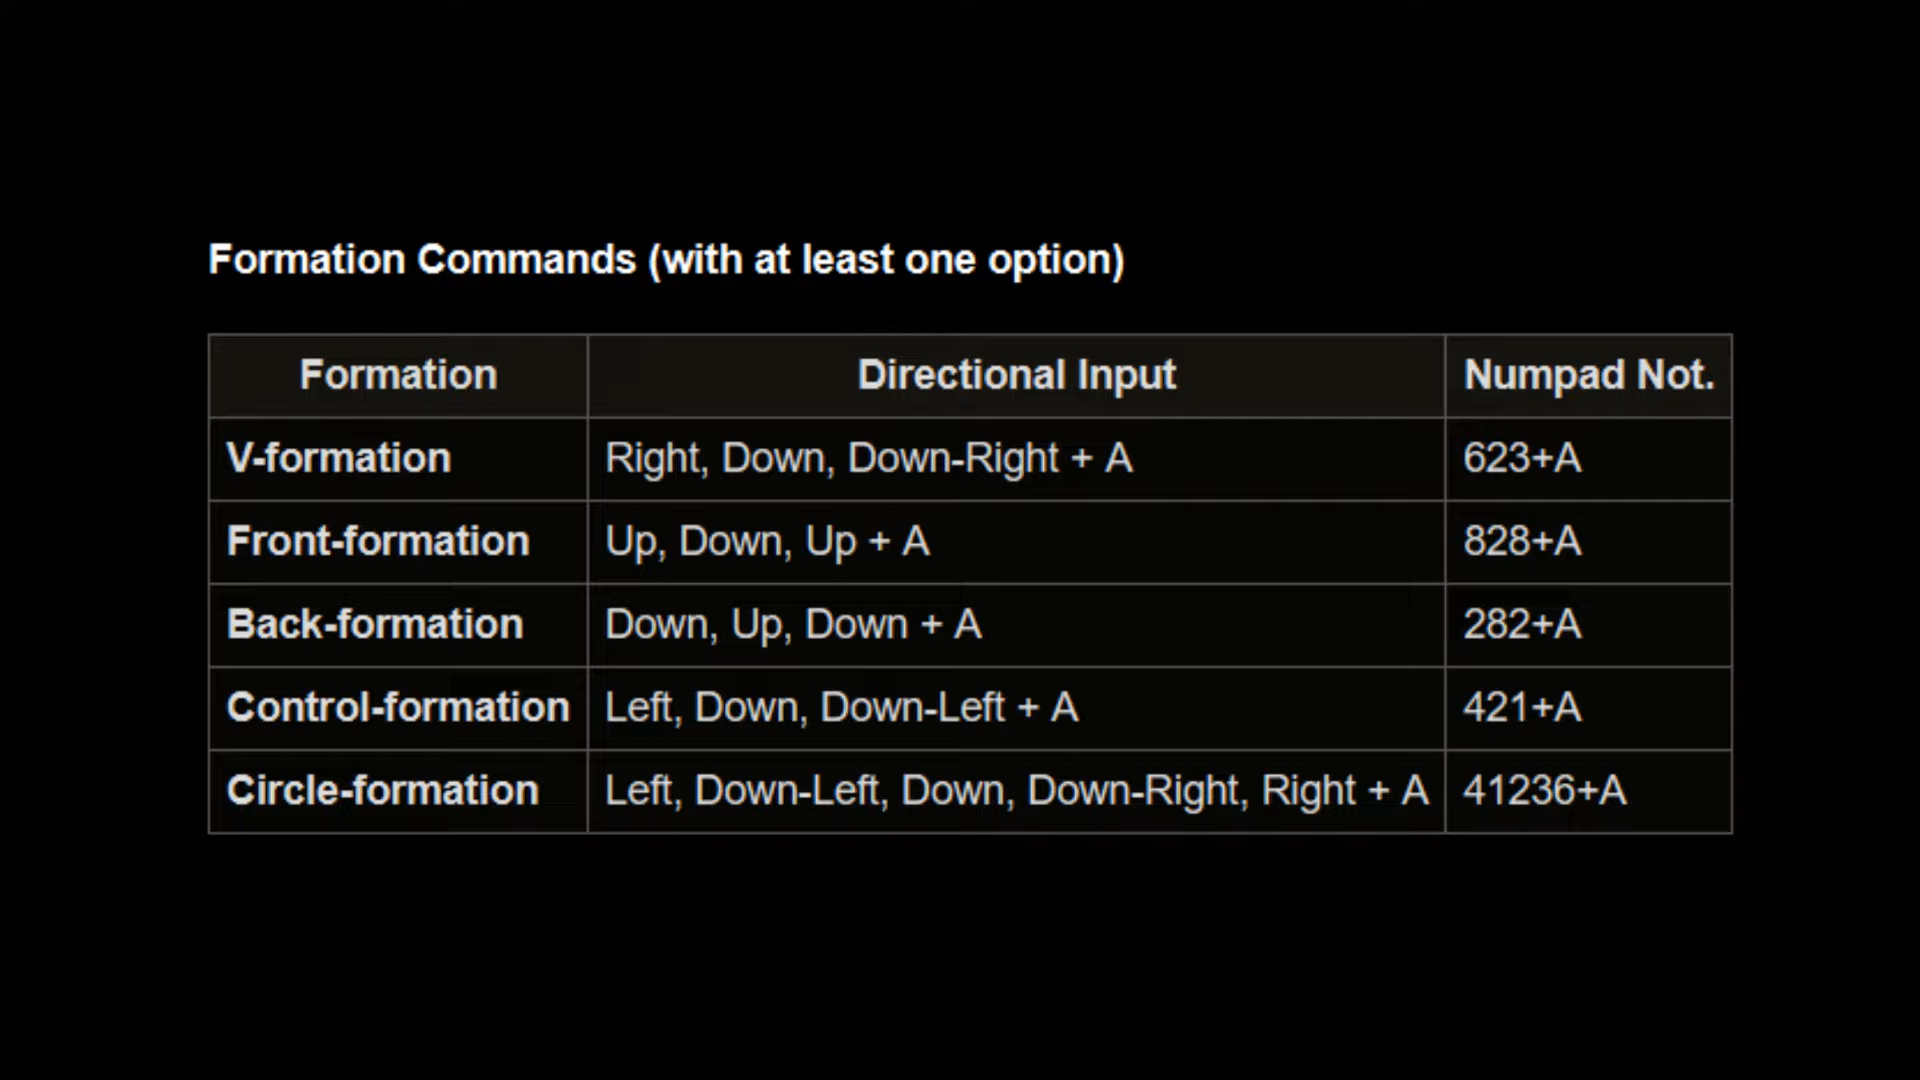 Formation Commands (with at least one option)
Formation Directional Input Numpad Not.
V-formation Right, Down, Down-Right + A 623+A
Front-formation Up, Down, Up + A 828+A
Back-formation Down, Up, Down + A 282+A
Control-formation Left, Down, Down-Left + A 421+A
Circle-formation Left, Down-Left, Down, Down-Right, Right + A 41236+A